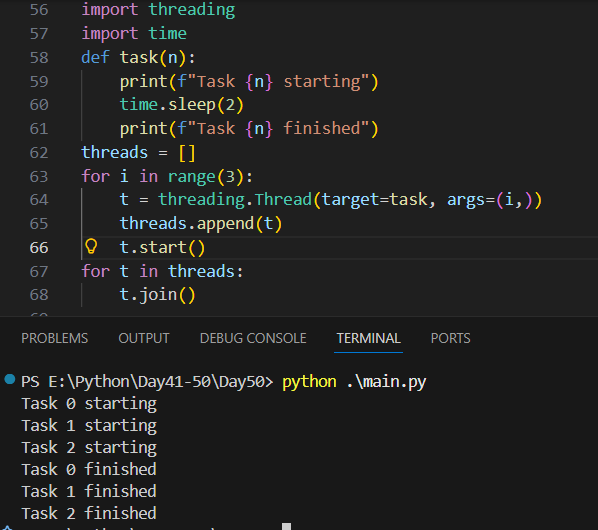 56 import threading
57 import time
58 def task(n):
59     print(f"Task {n} starting")
60     time.sleep(2)
61     print(f"Task {n} finished")
62 threads = []
63 for i in range(3):
64     t = threading.Thread(target=task, args=(i,))
65     threads.append(t)
66     t.start()
67 for t in threads:
68     t.join()
PROBLEMS OUTPUT DEBUG CONSOLE TERMINAL PORTS
PS E:\Python\Day41-50\Day50> python .\main.py
Task 0 starting
Task 1 starting
Task 2 starting
Task 0 finished
Task 1 finished
Task 2 finished